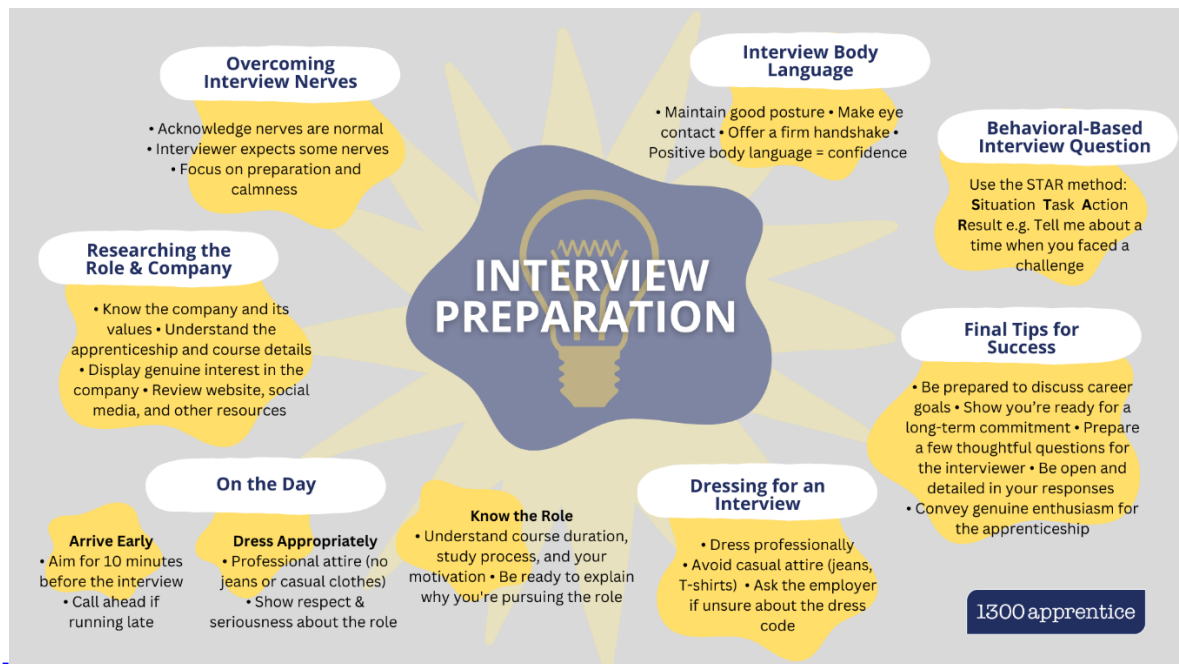 Overcoming
Interview Nerves
• Acknowledge nerves are normal
• Interviewer expects some nerves
• Focus on preparation and
calmness
Interview Body
Language
• Maintain good posture • Make eye
contact • Offer a firm handshake •
Positive body language = confidence
Behavioral-Based
Interview Question
Use the STAR method:
Situation Task Action
Result e.g. Tell me about a
time when you faced a
challenge
Researching the
Role & Company
• Know the company and its
values • Understand the
apprenticeship and course details
• Display genuine interest in the
company • Review website, social
media, and other resources
INTERVIEW
PREPARATION
Final Tips for
Success
• Be prepared to discuss career
goals • Show you’re ready for a
long-term commitment • Prepare
a few thoughtful questions for
the interviewer • Be open and
detailed in your responses
• Convey genuine enthusiasm for
the apprenticeship
On the Day
Arrive Early
• Aim for 10 minutes
before the interview
• Call ahead if
running late
Dress Appropriately
• Professional attire (no
jeans or casual clothes)
• Show respect &
seriousness about the role
Know the Role
• Understand course duration,
study process, and your
motivation • Be ready to explain
why you're pursuing the role
Dressing for an
Interview
• Dress professionally
• Avoid casual attire (jeans,
T-shirts) • Ask the employer
if unsure about the dress
code
1300apprentice